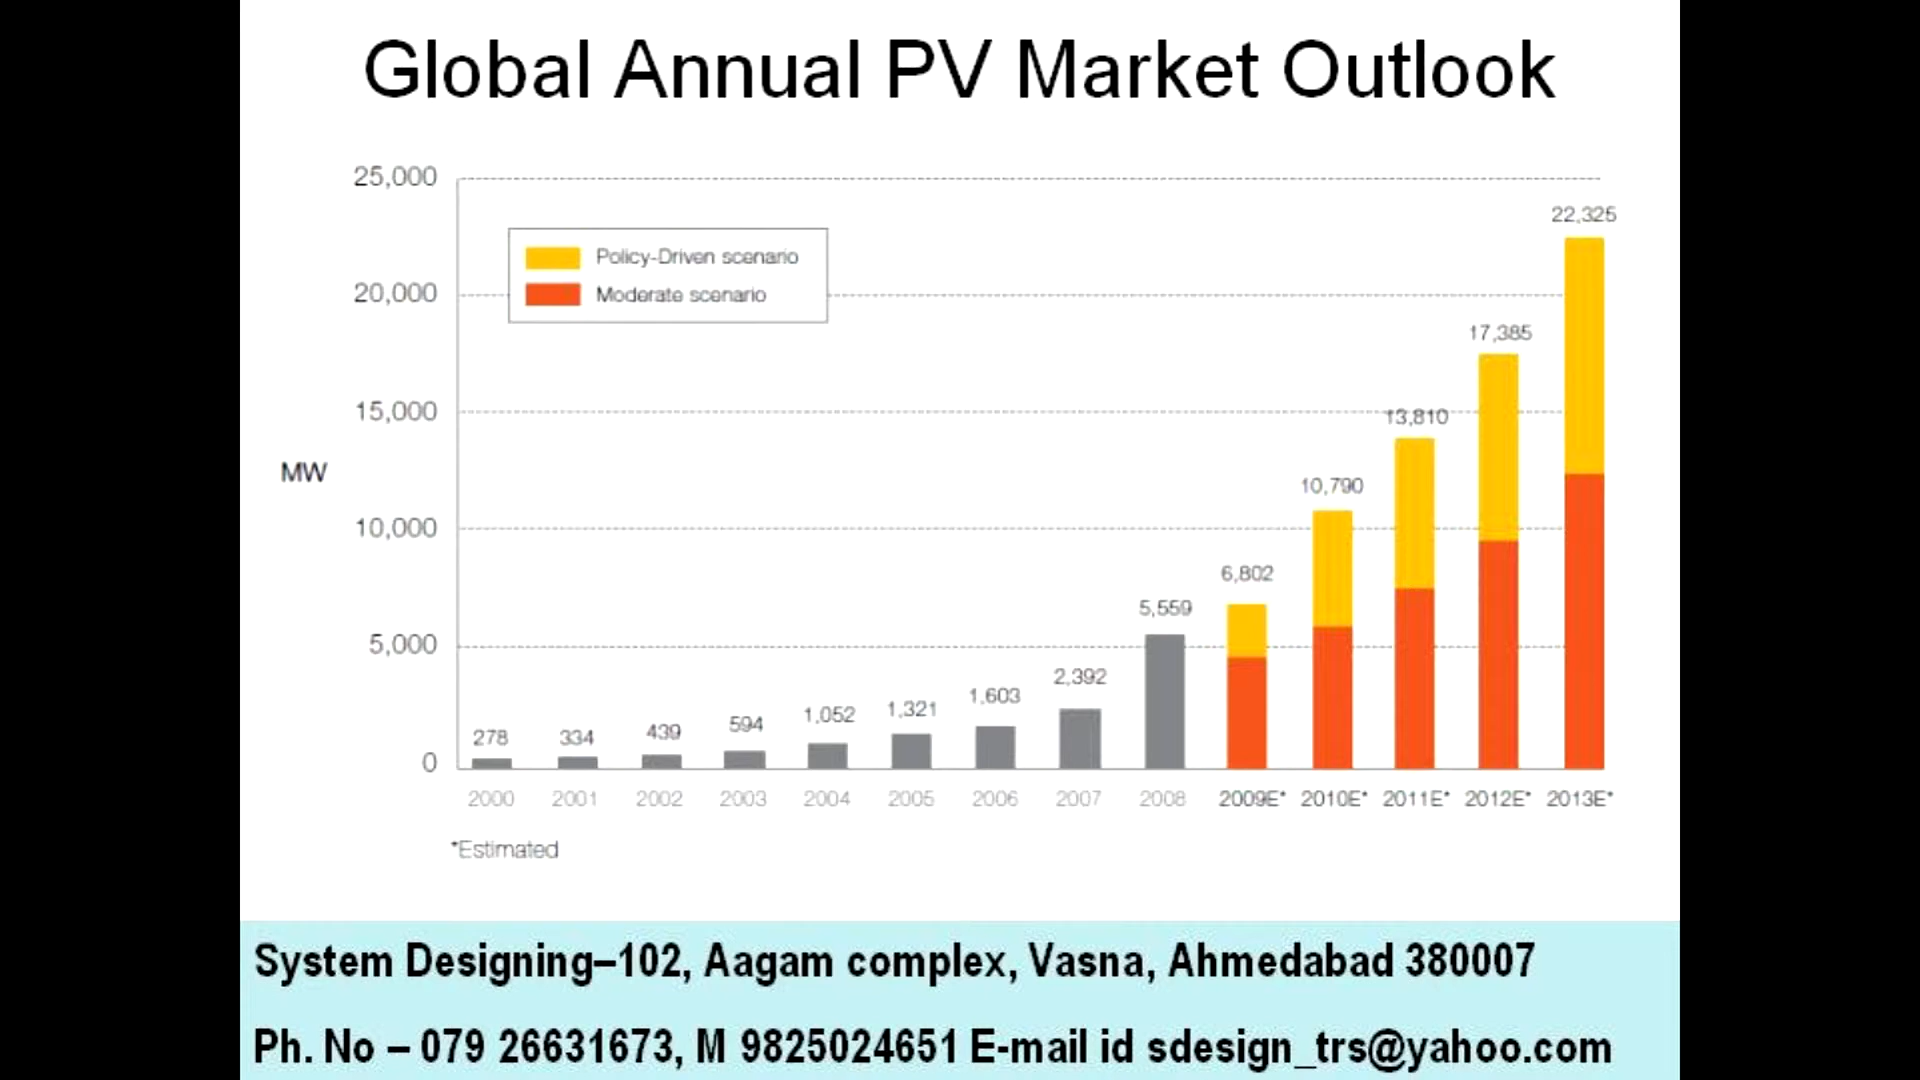 Global Annual PV Market Outlook
25,000
22,325
Policy-Driven scenario
20,000
Moderate scenario
17,385
15,000
13,810
MW
10,790
10,000
6,802
5,559
5,000
2,392
1,603
1,321
1,052
594
439
334
278
0
2000 2001 2002 2003 2004 2005 2006 2007 2008 2009E* 2010E* 2011E* 2012E* 2013E*
*Estimated
System Designing–102, Aagam complex, Vasna, Ahmedabad 380007
Ph. No – 079 26631673, M 9825024651 E-mail id sdesign_trs@yahoo.com